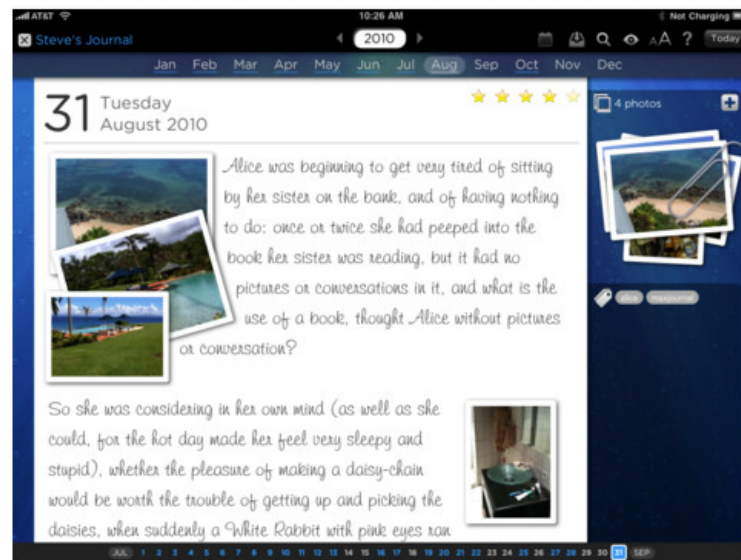 AT&T 10:26 AM Not Charging
Steve's Journal 2010 AA ? Today
Jan Feb Mar Apr May Jun Jul Aug Sep Oct Nov Dec
31 Tuesday
August 2010
4 photos
Alice was beginning to get very tired of sitting
by her sister on the bank, and of having nothing
to do: once or twice she had peeped into the
book her sister was reading, but it had no
pictures or conversations in it, and what is the
use of a book, thought Alice without pictures
or conversation?
So she was considering in her own mind (as well as she
could, for the hot day made her feel very sleepy and
stupid), whether the pleasure of making a daisy-chain
would be worth the trouble of getting up and picking the
daisies, when suddenly a White Rabbit with pink eyes ran
alice maxjournal
JUL 1 2 3 4 5 6 7 8 9 10 11 12 13 14 15 16 17 18 19 20 21 22 23 24 25 26 27 28 29 30 31 SEP